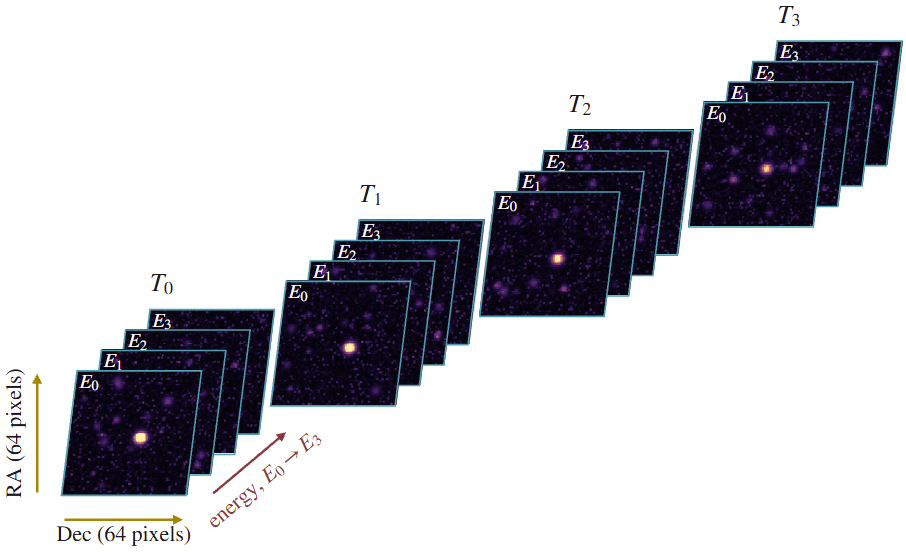 T3
E3
E2
E1
E0
T2
E3
E2
E1
E0
T1
E3
E2
E1
E0
T0
E3
E2
E1
E0
RA (64 pixels)
energy, E0 → E3
Dec (64 pixels)